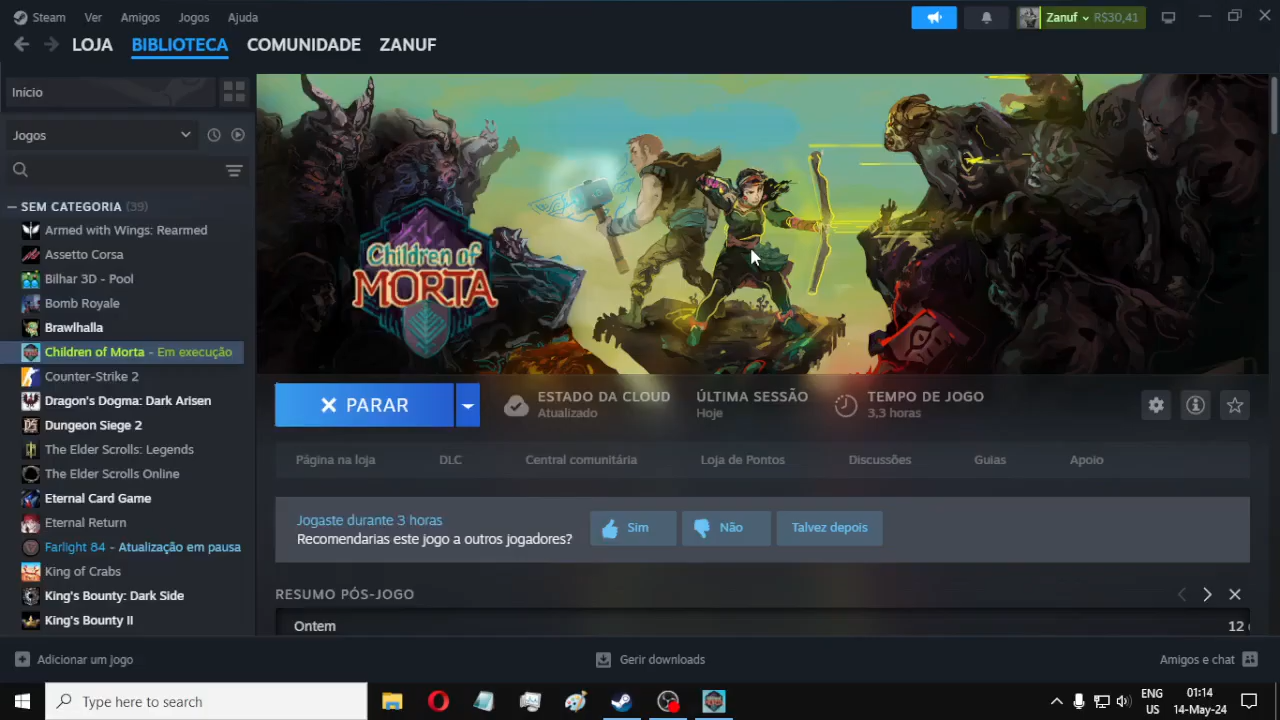 Steam Ver Amigos Jogos Ajuda Zanuf R$30,41
LOJA BIBLIOTECA COMUNIDADE ZANUF
Início
Jogos
SEM CATEGORIA (39)
Armed with Wings: Rearmed
Assetto Corsa
Bilhar 3D - Pool
Bomb Royale
Brawlhalla
Children of Morta - Em execução
Counter-Strike 2
Dragon's Dogma: Dark Arisen
Dungeon Siege 2
The Elder Scrolls: Legends
The Elder Scrolls Online
Eternal Card Game
Eternal Return
Farlight 84 - Atualização em pausa
King of Crabs
King's Bounty: Dark Side
King's Bounty II
Children of
MORTA
PARAR
ESTADO DA CLOUD
Atualizado
ÚLTIMA SESSÃO
Hoje
TEMPO DE JOGO
3,3 horas
Página na loja DLC Central comunitária Loja de Pontos Discussões Guias Apoio
Jogaste durante 3 horas
Recomendarias este jogo a outros jogadores?
Sim Não Talvez depois
RESUMO PÓS-JOGO
Ontem 12
Adicionar um jogo Gerir downloads Amigos e chat
Type here to search
ENG
US
01:14
14-May-24